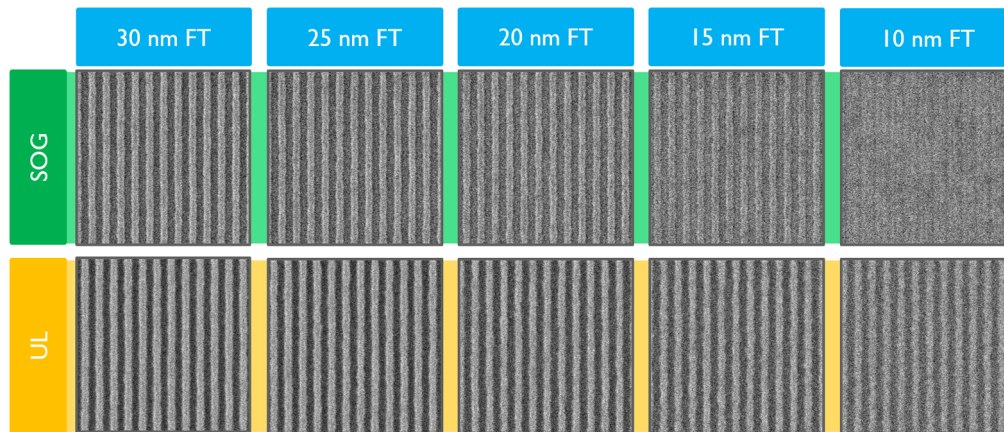 30 nm FT
25 nm FT
20 nm FT
15 nm FT
10 nm FT
SOG
UL